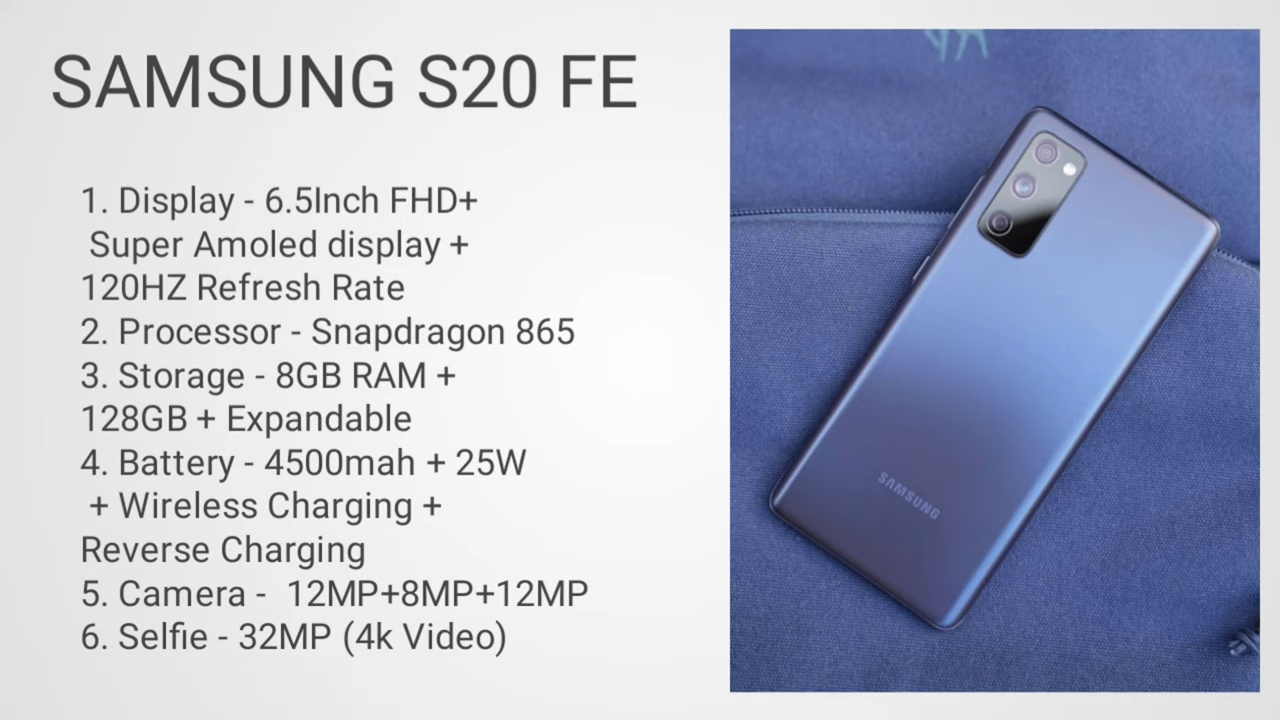 SAMSUNG S20 FE
1. Display - 6.5Inch FHD+
Super Amoled display +
120HZ Refresh Rate
2. Processor - Snapdragon 865
3. Storage - 8GB RAM +
128GB + Expandable
4. Battery - 4500mah + 25W
+ Wireless Charging +
Reverse Charging
5. Camera -  12MP+8MP+12MP
6. Selfie - 32MP (4k Video)
SAMSUNG